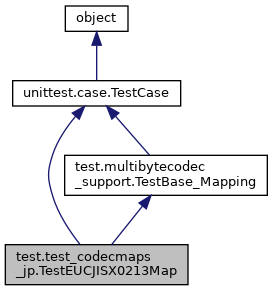 object
unittest.case.TestCase
test.multibytecodec
_support.TestBase_Mapping
test.test_codecmaps
_jp.TestEUCJISX0213Map